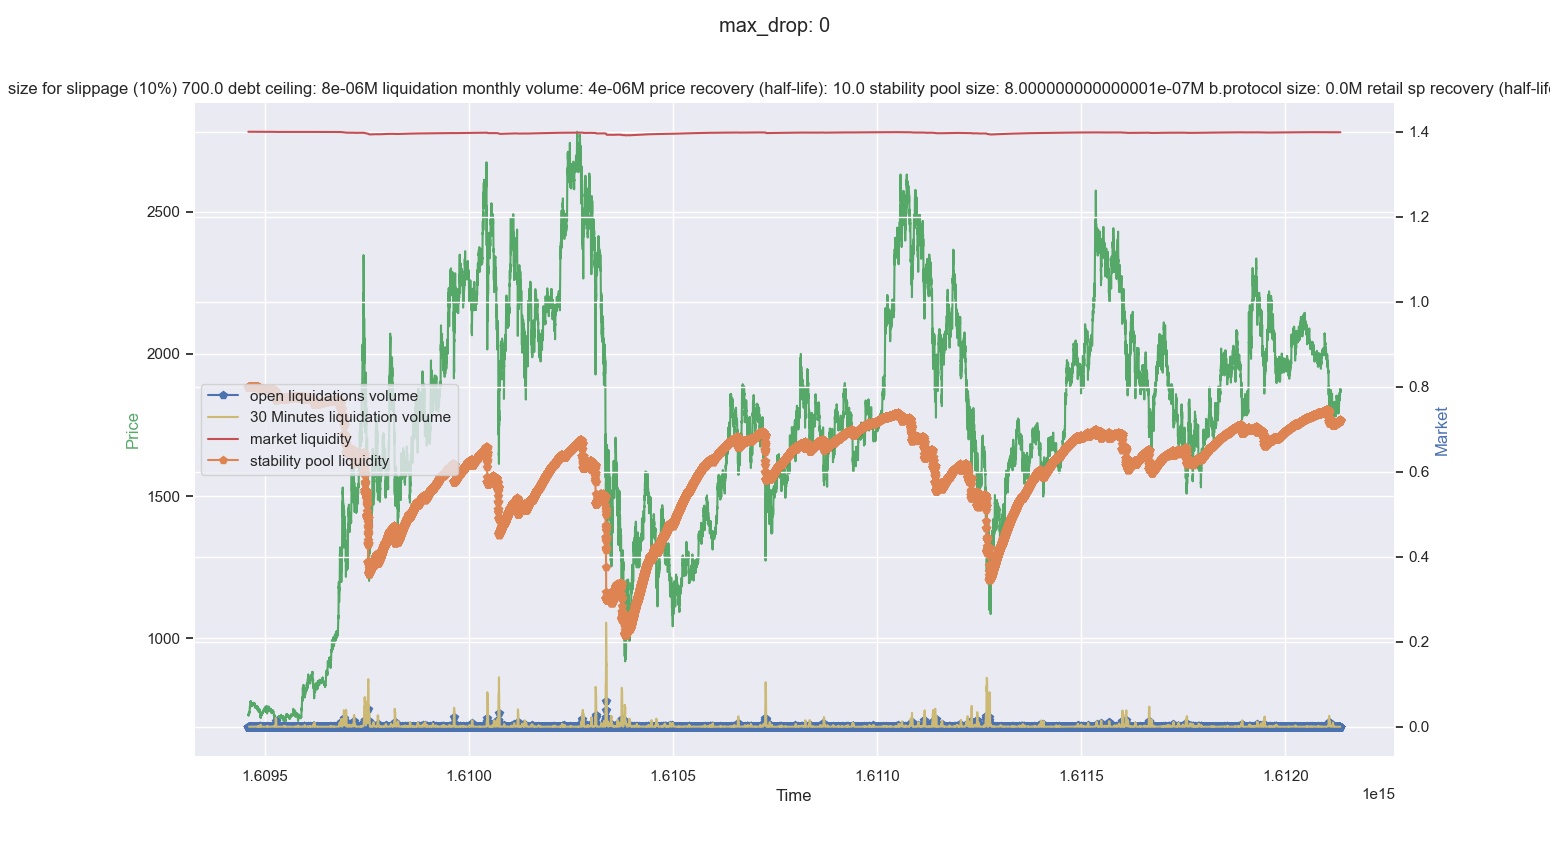 max_drop: 0
size for slippage (10%) 700.0 debt ceiling: 8e-06M liquidation monthly volume: 4e-06M price recovery (half-life): 10.0 stability pool size: 8.000000000000001e-07M b.protocol size: 0.0M retail sp recovery (half-life
1.4
2500
1.2
1.0
2000
0.8
open liquidations volume
30 Minutes liquidation volume
market liquidity
stability pool liquidity
Price
Market
0.6
1500
0.4
1000
0.2
0.0
1.6095 1.6100 1.6105 1.6110 1.6115 1.6120
Time
1e15